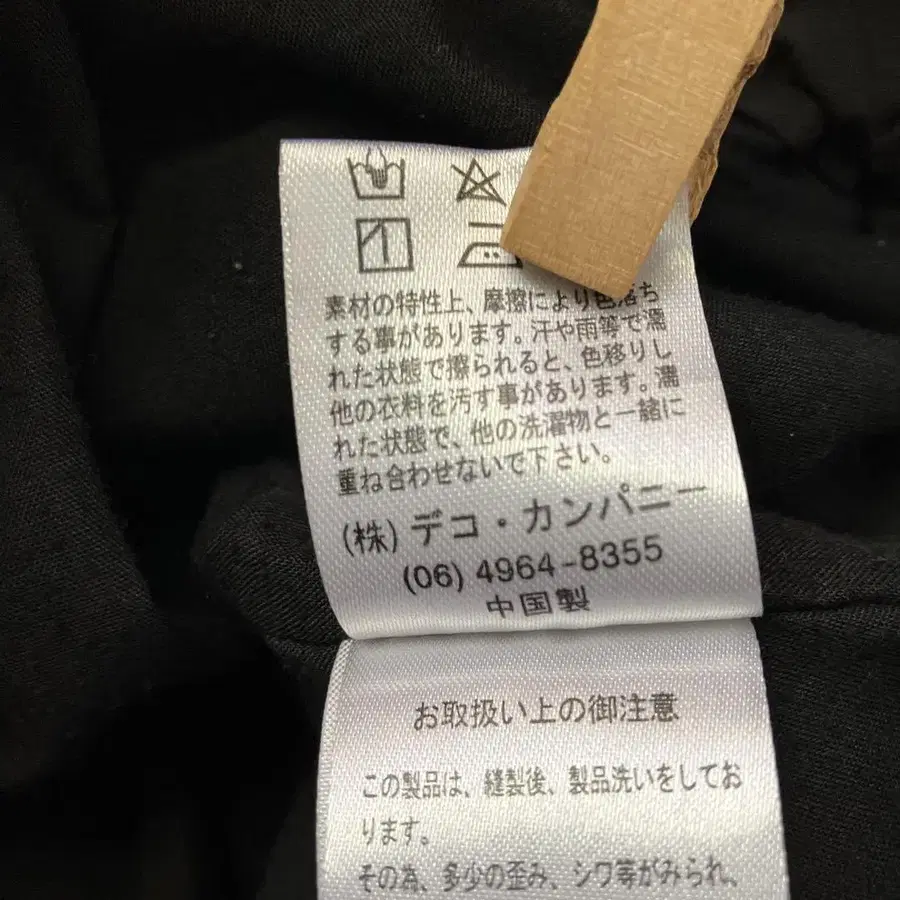 素材の特性上、摩擦により色落ち
する事があります。汗や雨等で濡
れた状態で擦られると、色移りし
他の衣料を汚す事があります。濡
れた状態で、他の洗濯物と一緒に
重ね合わせないで下さい。
(株) デコ・カンパニー
(06) 4964-8355
中国製
お取扱い上の御注意
この製品は、縫製後、製品洗いをしてお
ります。
その為、多少の歪み、シワ等がみられ、